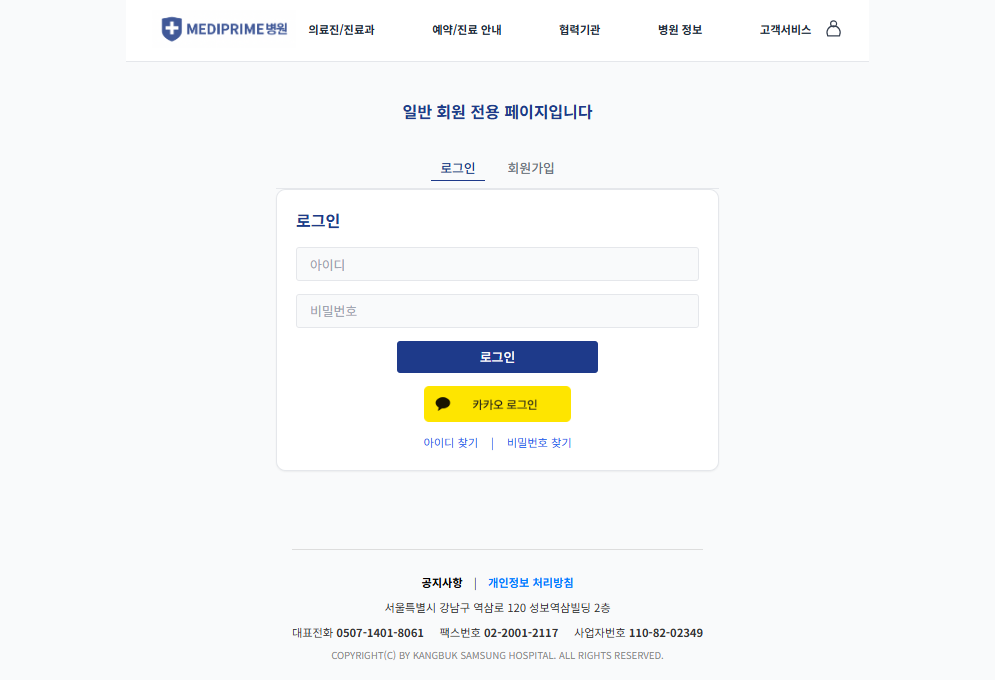 MEDIPRIME병원 의료진/진료과 예약/진료 안내 협력기관 병원 정보 고객서비스
일반 회원 전용 페이지입니다
로그인 회원가입
로그인
아이디
비밀번호
로그인
카카오 로그인
아이디 찾기 | 비밀번호 찾기
공지사항 | 개인정보 처리방침
서울특별시 강남구 역삼로 120 성보역삼빌딩 2층
대표전화 0507-1401-8061 팩스번호 02-2001-2117 사업자번호 110-82-02349
COPYRIGHT(C) BY KANGBUK SAMSUNG HOSPITAL. ALL RIGHTS RESERVED.